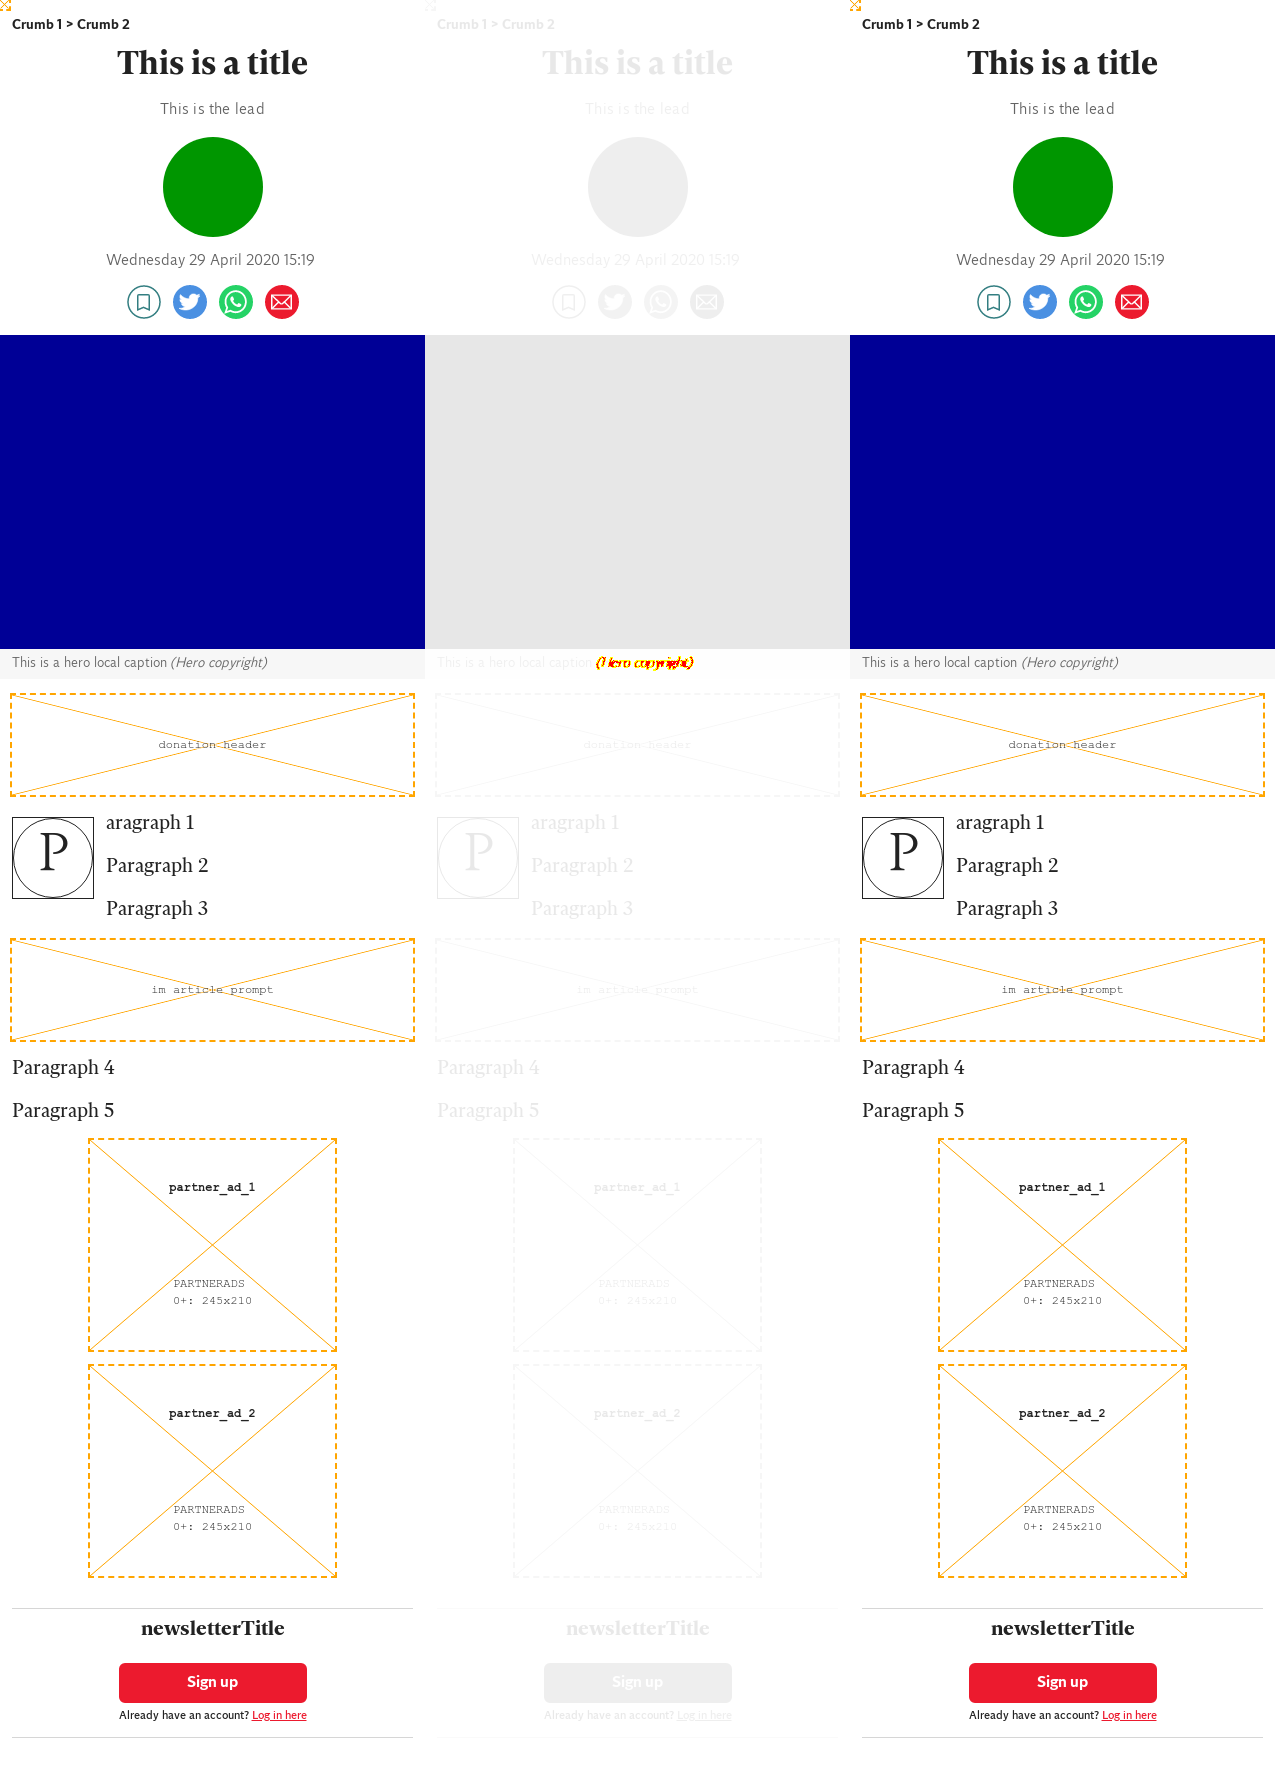 Crumb 1 > Crumb 2
This is a title
This is the lead
Wednesday 29 April 2020 15:19
This is a hero local caption (Hero copyright)
donation header
P
aragraph 1
Paragraph 2
Paragraph 3
im article prompt
Paragraph 4
Paragraph 5
partner_ad_1
PARTNERADS
0+: 245x210
partner_ad_2
PARTNERADS
0+: 245x210
newsletterTitle
Sign up
Already have an account? Log in here
Crumb 1 > Crumb 2
This is a title
This is the lead
Wednesday 29 April 2020 15:19
This is a hero local caption (Hero copyright)
donation header
P
aragraph 1
Paragraph 2
Paragraph 3
im article prompt
Paragraph 4
Paragraph 5
partner_ad_1
PARTNERADS
0+: 245x210
partner_ad_2
PARTNERADS
0+: 245x210
newsletterTitle
Sign up
Already have an account? Log in here
Crumb 1 > Crumb 2
This is a title
This is the lead
Wednesday 29 April 2020 15:19
This is a hero local caption (Hero copyright)
donation header
P
aragraph 1
Paragraph 2
Paragraph 3
im article prompt
Paragraph 4
Paragraph 5
partner_ad_1
PARTNERADS
0+: 245x210
partner_ad_2
PARTNERADS
0+: 245x210
newsletterTitle
Sign up
Already have an account? Log in here